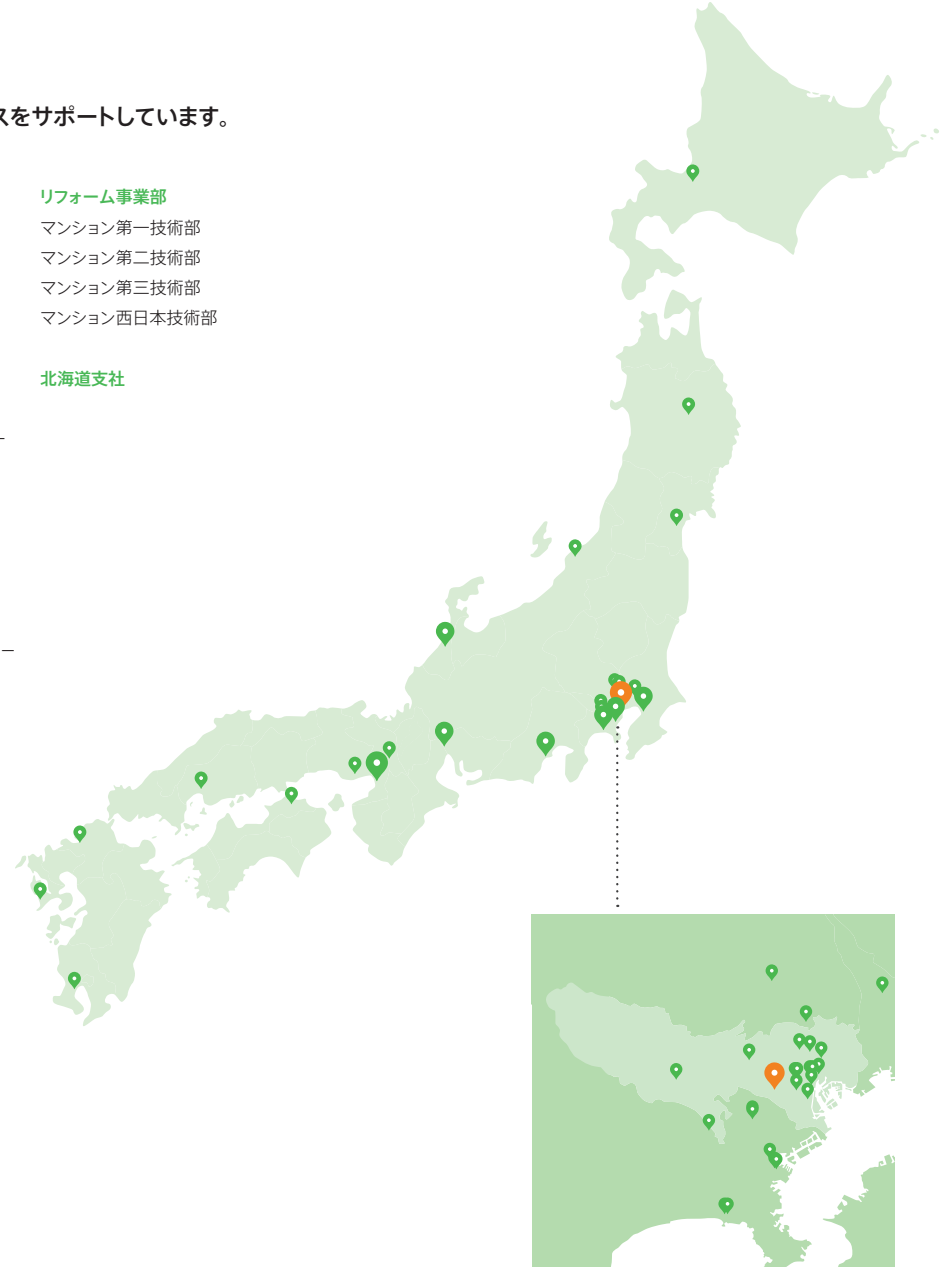 スをサポートしています。
リフォーム事業部
マンション第一技術部
マンション第二技術部
マンション第三技術部
マンション西日本技術部
北海道支社